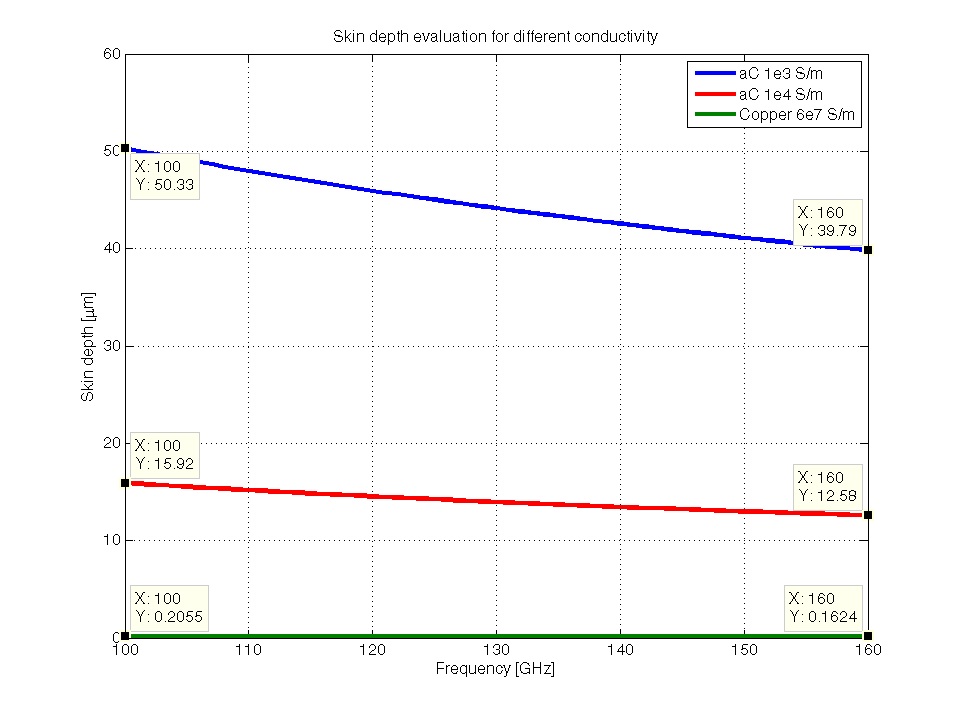 Skin depth evaluation for different conductivity
60
aC 1e3 S/m
aC 1e4 S/m
Copper 6e7 S/m
50
X: 100
Y: 50.33
X: 160
Y: 39.79
40
30
Skin depth [μm]
20
X: 100
Y: 15.92
X: 160
Y: 12.58
10
X: 100
Y: 0.2055
X: 160
Y: 0.1624
0
100 110 120 130 140 150 160
Frequency [GHz]